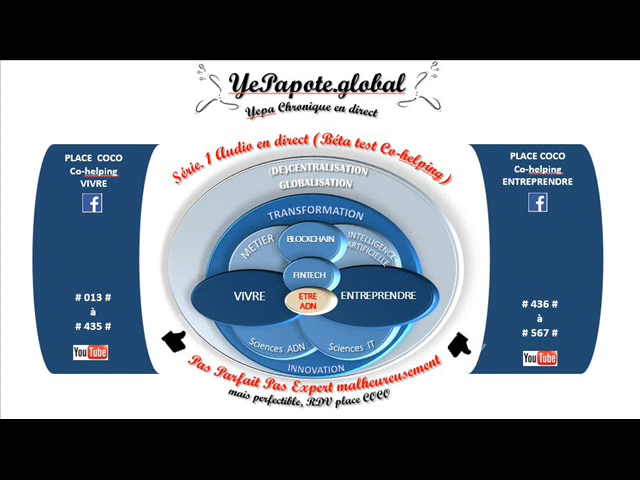 YePapote.global
Yepa Chronique en direct
Série, 1 Audio en direct (Béta test Co-helping)
PLACE COCO
Co-helping
VIVRE
# 013 #
à
# 435 #
YouTube
(DE)CENTRALISATION
GLOBALISATION
TRANSFORMATION
METIER
BLOCKCHAIN
INTELLIGENCE
ARTIFICIELLE
FINTECH
VIVRE
ETRE
ADN
ENTREPRENDRE
Sciences ADN
Sciences IT
INNOVATION
PLACE COCO
Co-helping
ENTREPRENDRE
# 436 #
à
# 567 #
YouTube
Pas Parfait Pas Expert malheureusement
mais perfectible, RDV place COCO